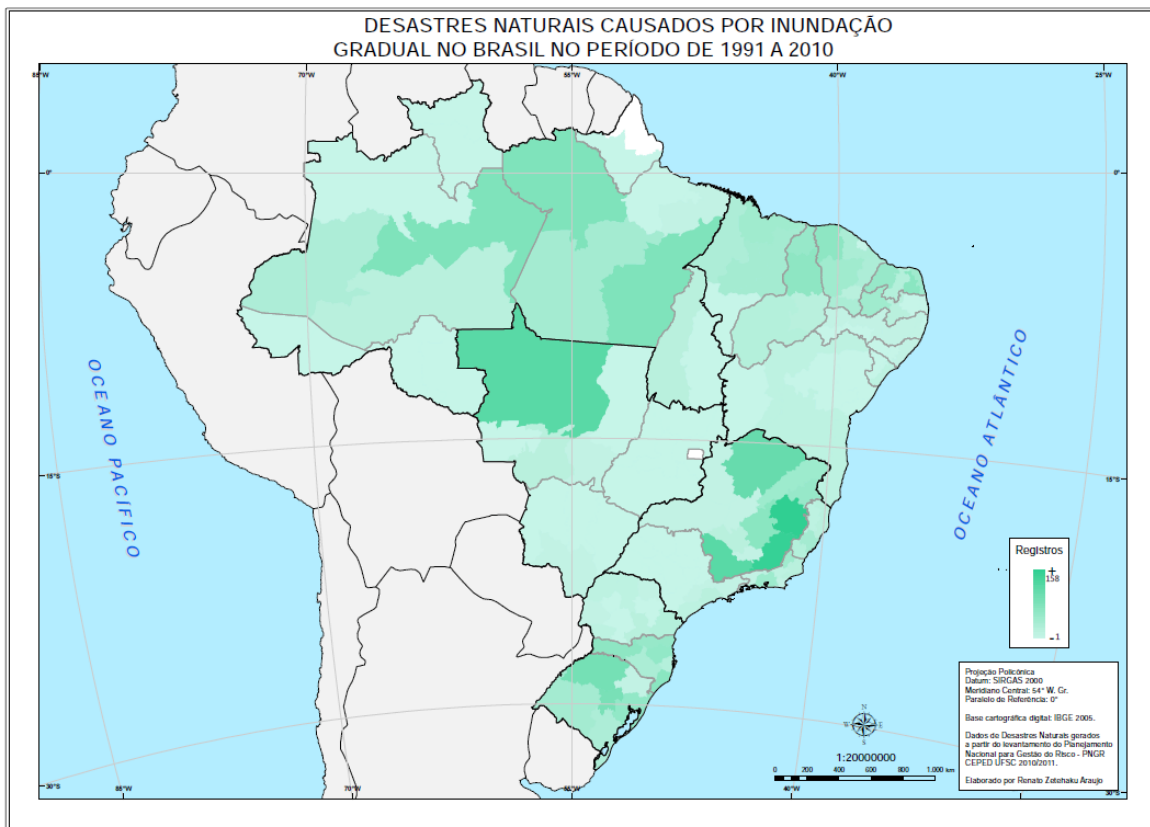 DESASTRES NATURAIS CAUSADOS POR INUNDAÇÃO
GRADUAL NO BRASIL NO PERÍODO DE 1991 A 2010
85°W
70°W
55°W
40°W
25°W
0°
0°
OCEANO PACÍFICO
OCEANO ATLÂNTICO
15°S
15°S
Registros
+
158
- 1
Projeção Policônica
Datum: SIRGAS 2000
Meridiano Central: 54° W. Gr.
Paralelo de Referência: 0°
Base cartográfica digital: IBGE 2005.
Dados de Desastres Naturais gerados
a partir do levantamento do Planejamento
Nacional para Gestão do Risco - PNGR
CEPED UFSC 2010/2011.
Elaborado por Renato Zetehaku Araujo
N
W E
S
1:20000000
0 200 400 600 800 1.000 km
30°S
85°W
70°W
55°W
40°W
30°S